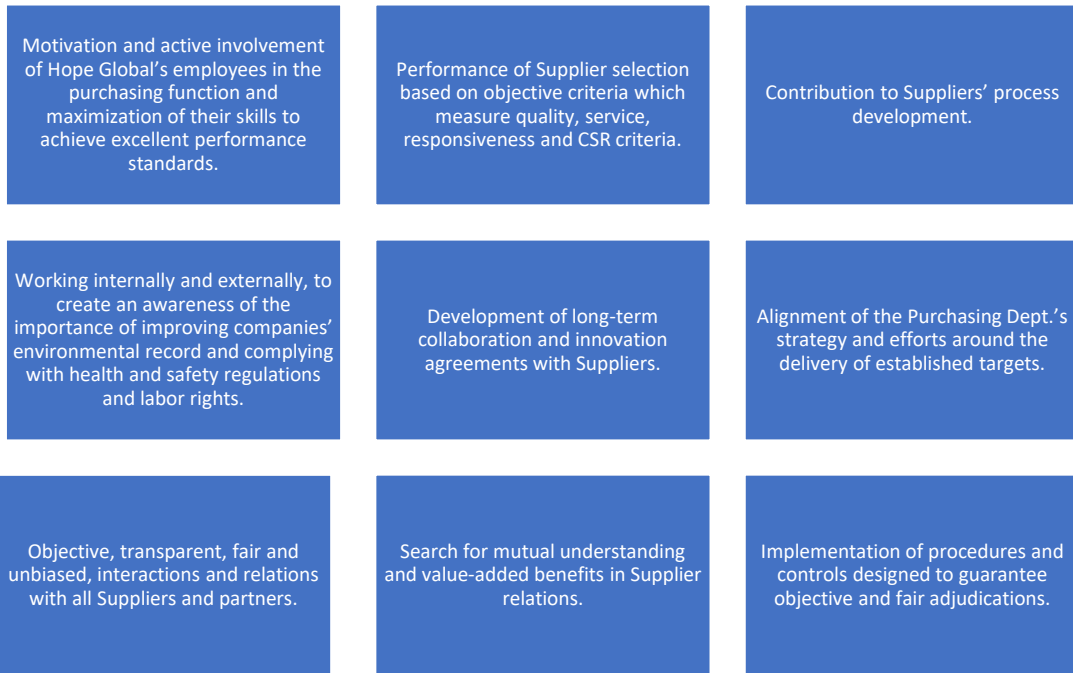 Motivation and active involvement
of Hope Global's employees in the
purchasing function and
maximization of their skills to
achieve excellent performance
standards.
Performance of Supplier selection
based on objective criteria which
measure quality, service,
responsiveness and CSR criteria.
Contribution to Suppliers' process
development.
Working internally and externally, to
create an awareness of the
importance of improving companies'
environmental record and complying
with health and safety regulations
and labor rights.
Development of long-term
collaboration and innovation
agreements with Suppliers.
Alignment of the Purchasing Dept.'s
strategy and efforts around the
delivery of established targets.
Objective, transparent, fair and
unbiased, interactions and relations
with all Suppliers and partners.
Search for mutual understanding
and value-added benefits in Supplier
relations.
Implementation of procedures and
controls designed to guarantee
objective and fair adjudications.